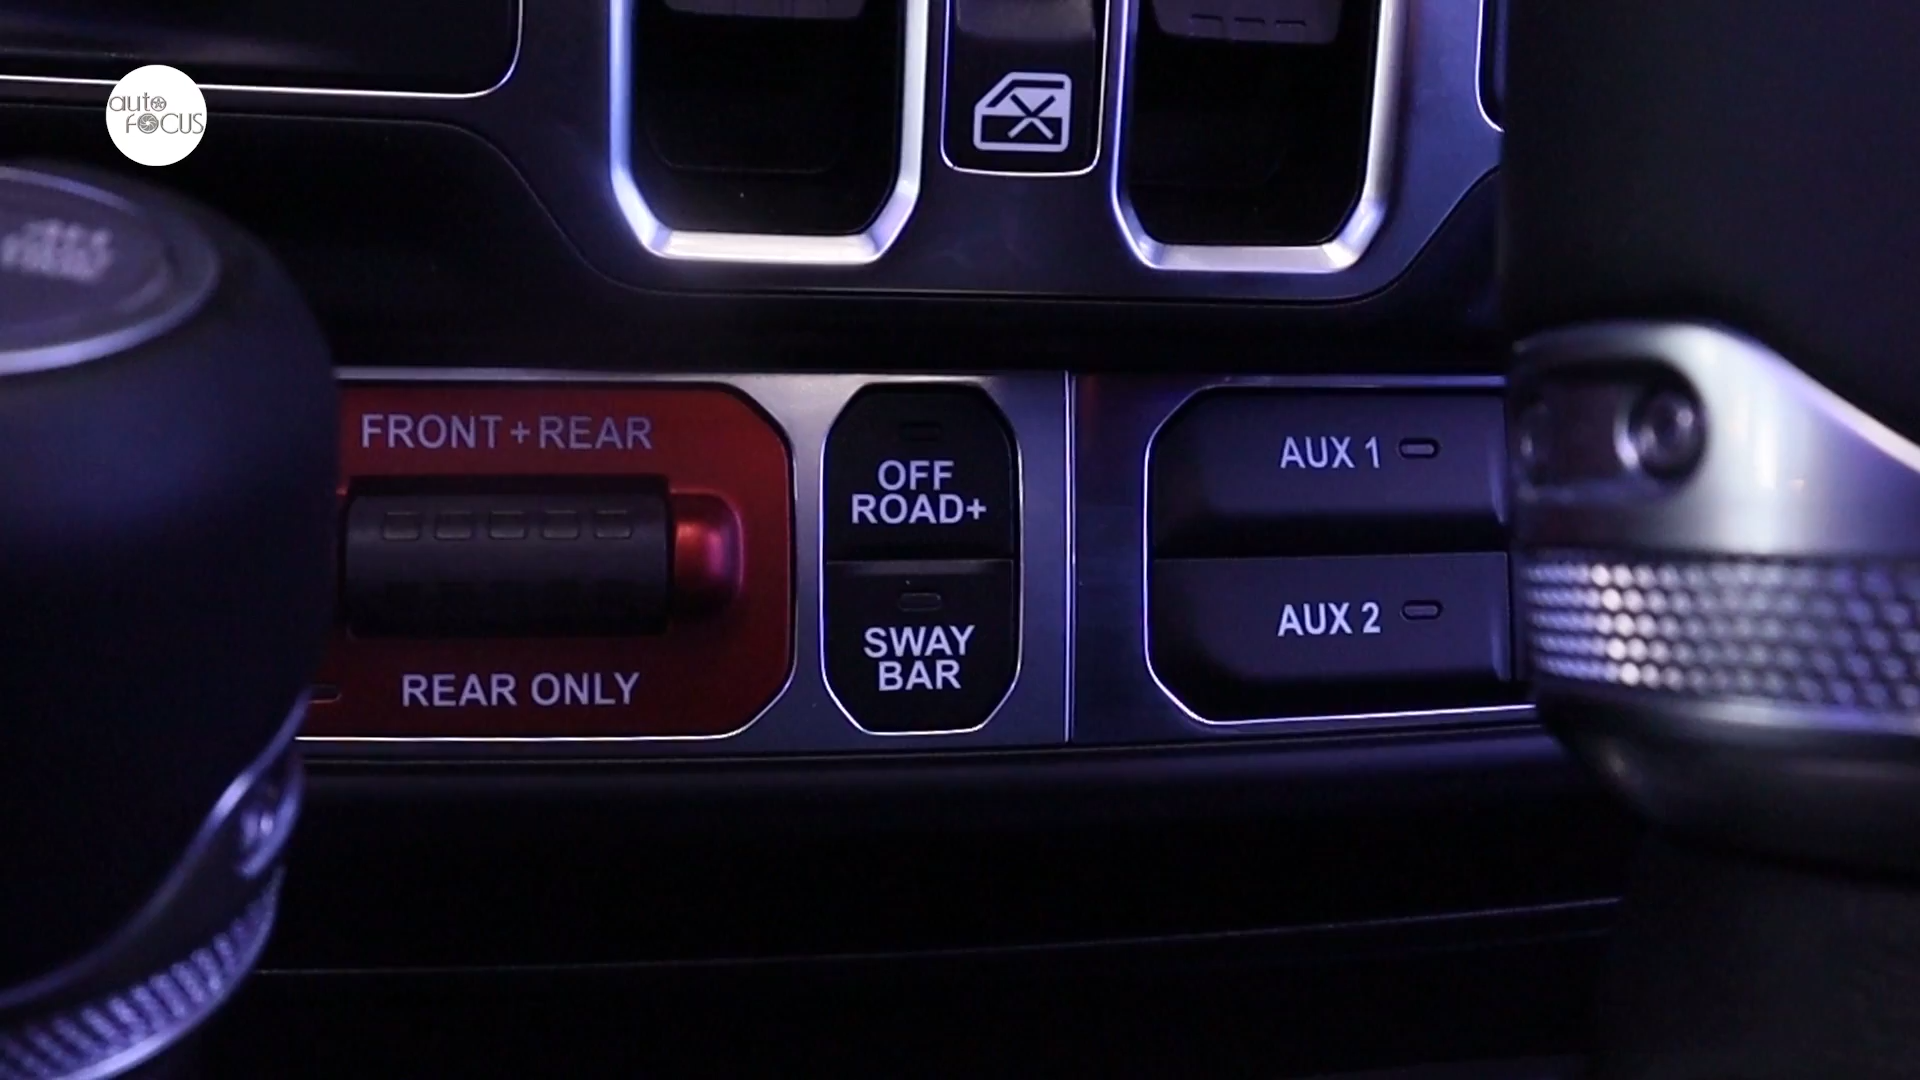 auto
FOCUS
FRONT+REAR
REAR ONLY
OFF
ROAD+
SWAY
BAR
AUX 1
AUX 2